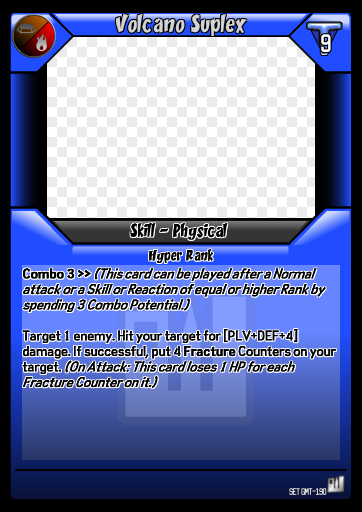 Volcano Suplex
9
Skill - Physical
Hyper Rank
Combo 3 >> (This card can be played after a Normal
attack or a Skill or Reaction of equal or higher Rank by
spending 3 Combo Potential.)
Target 1 enemy. Hit your target for [PLV+DEF+4]
damage. If successful, put 4 Fracture Counters on your
target. (On Attack: This card loses 1 HP for each
Fracture Counter on it.)
SET GMT-190